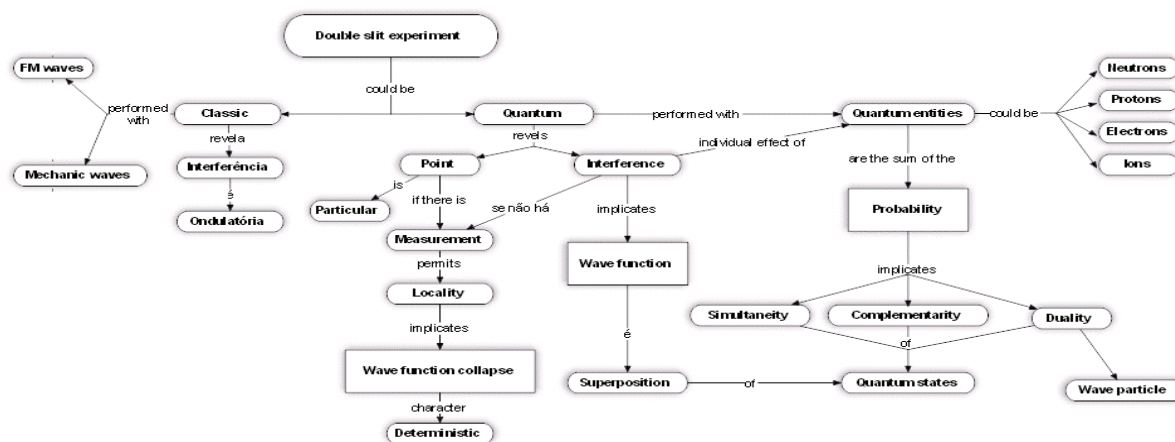 Double slit experiment
FM waves
Neutrons
could be
Protons
performed with
Classic
Quantum
performed with
Quantum entities
could be
revela
revels
individual effect of
Electrons
Interferência
Point
Interference
are the sum of the
Ions
Mechanic waves
é
is
if there is
se não há
implicates
Ondulatória
Particular
Probability
Measurement
permits
Wave function
implicates
Locality
Simultaneity
Complementarity
Duality
implicates
é
of
Wave function collapse
Superposition
of
Quantum states
Wave particle
character
Deterministic